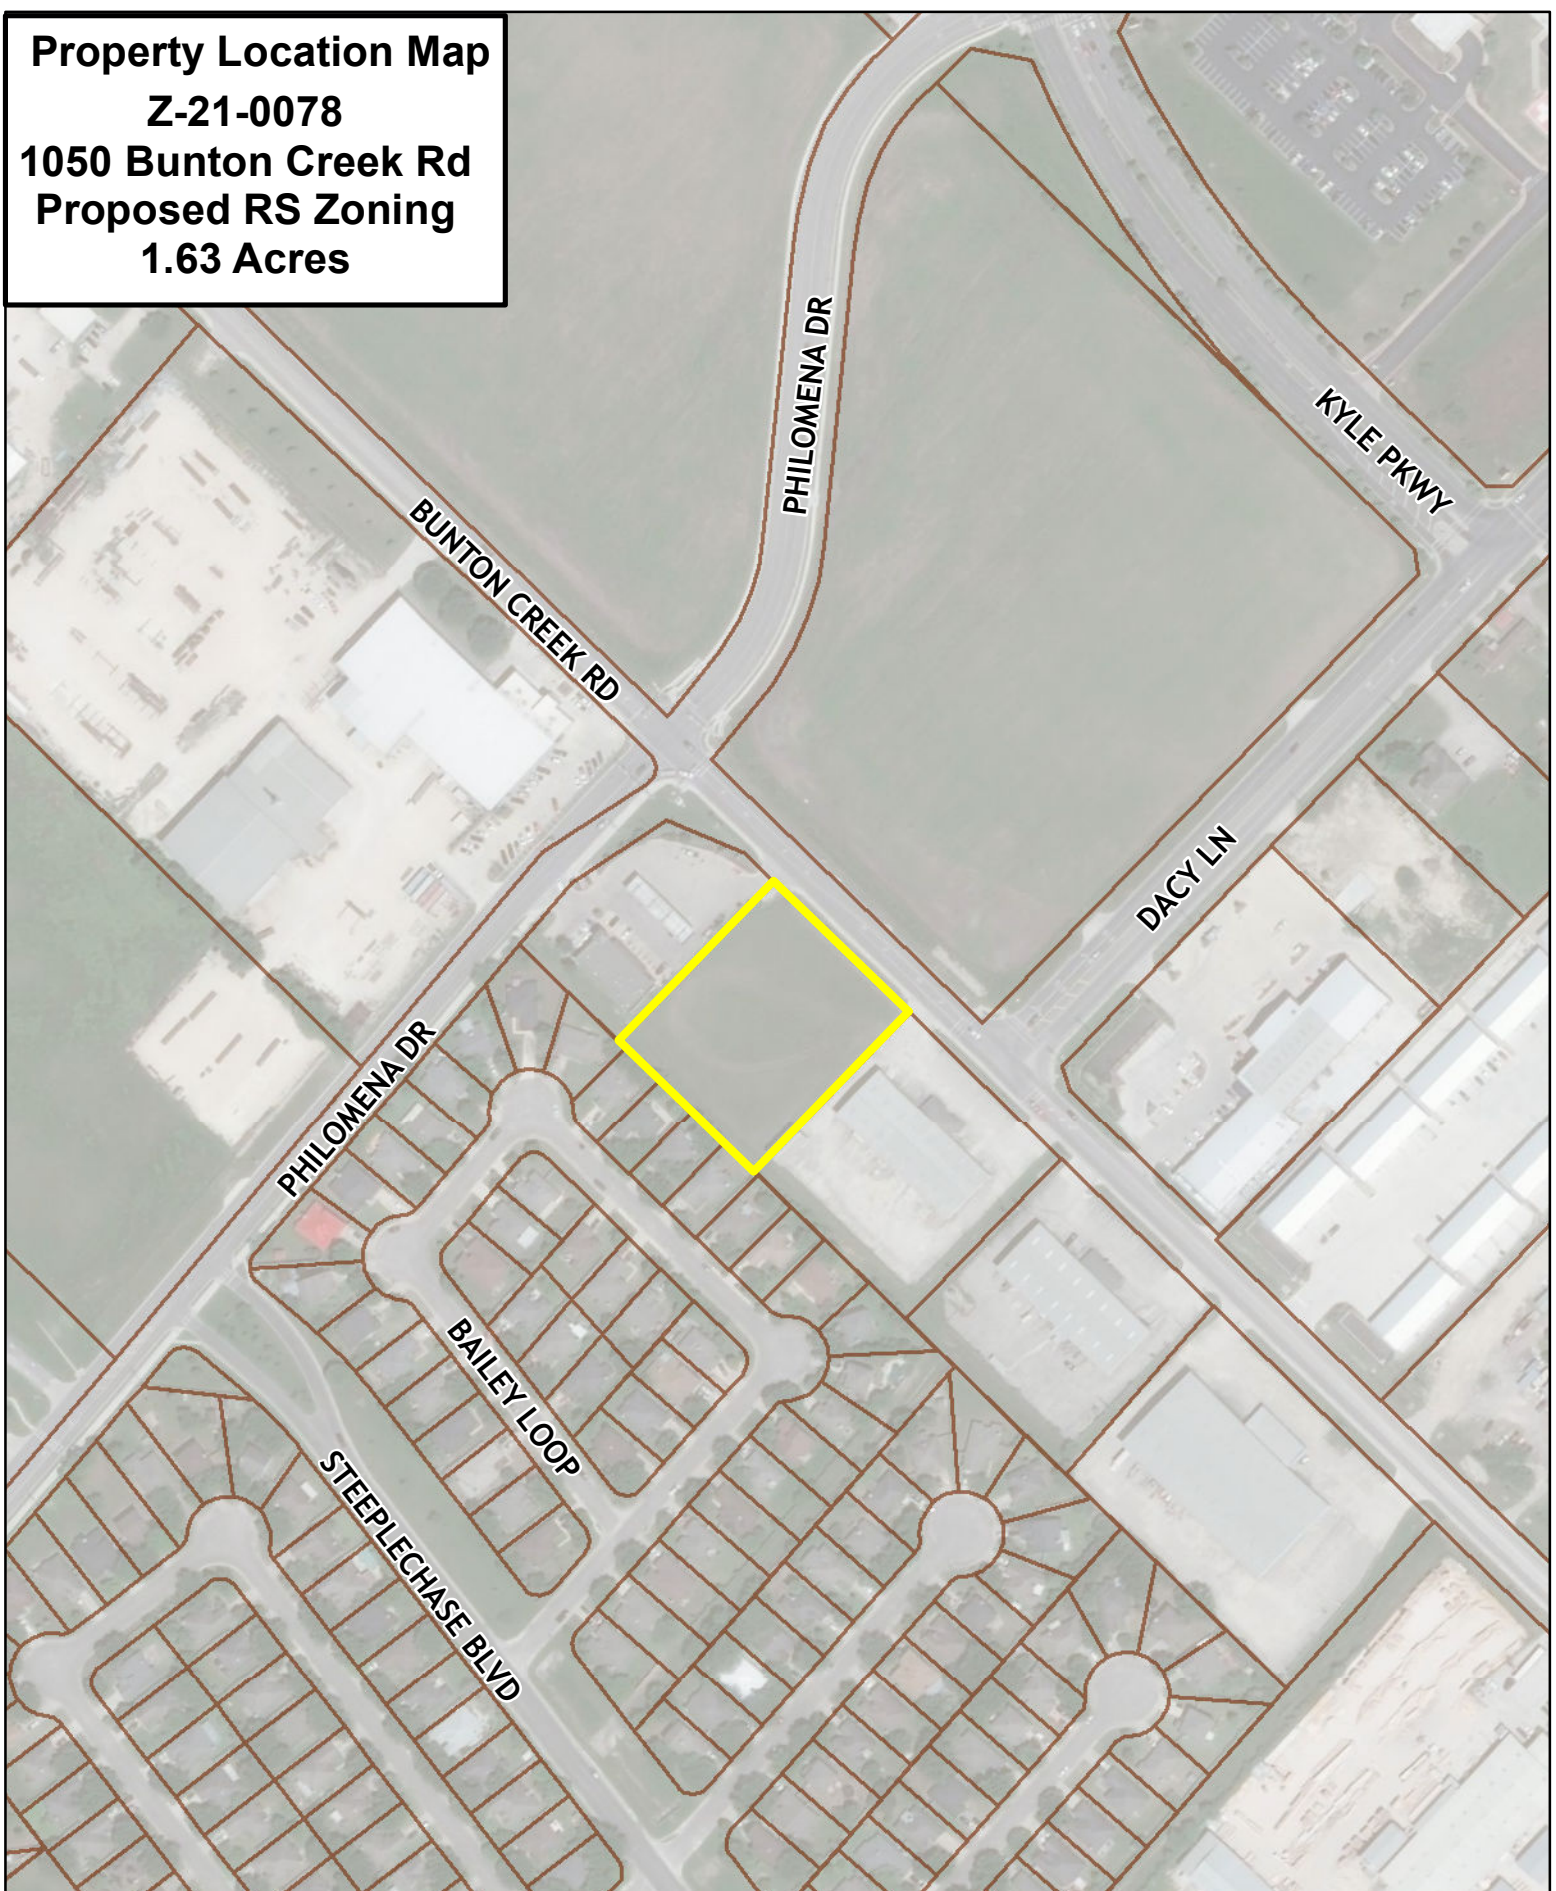 Property Location Map
Z-21-0078
1050 Bunton Creek Rd
Proposed RS Zoning
1.63 Acres
PHILOMENA DR
KYLE PKWY
BUNTON CREEK RD
DACY LN
PHILOMENA DR
BAILEY LOOP
STEEPLECHASE BLVD